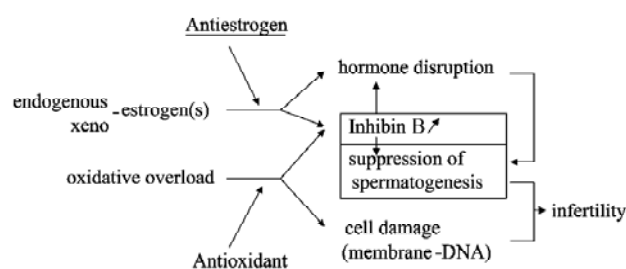 Antiestrogen
hormone disruption
endogenous
xeno -estrogen(s)
Inhibin B
suppression of
spermatogenesis
oxidative overload
infertility
cell damage
(membrane-DNA)
Antioxidant